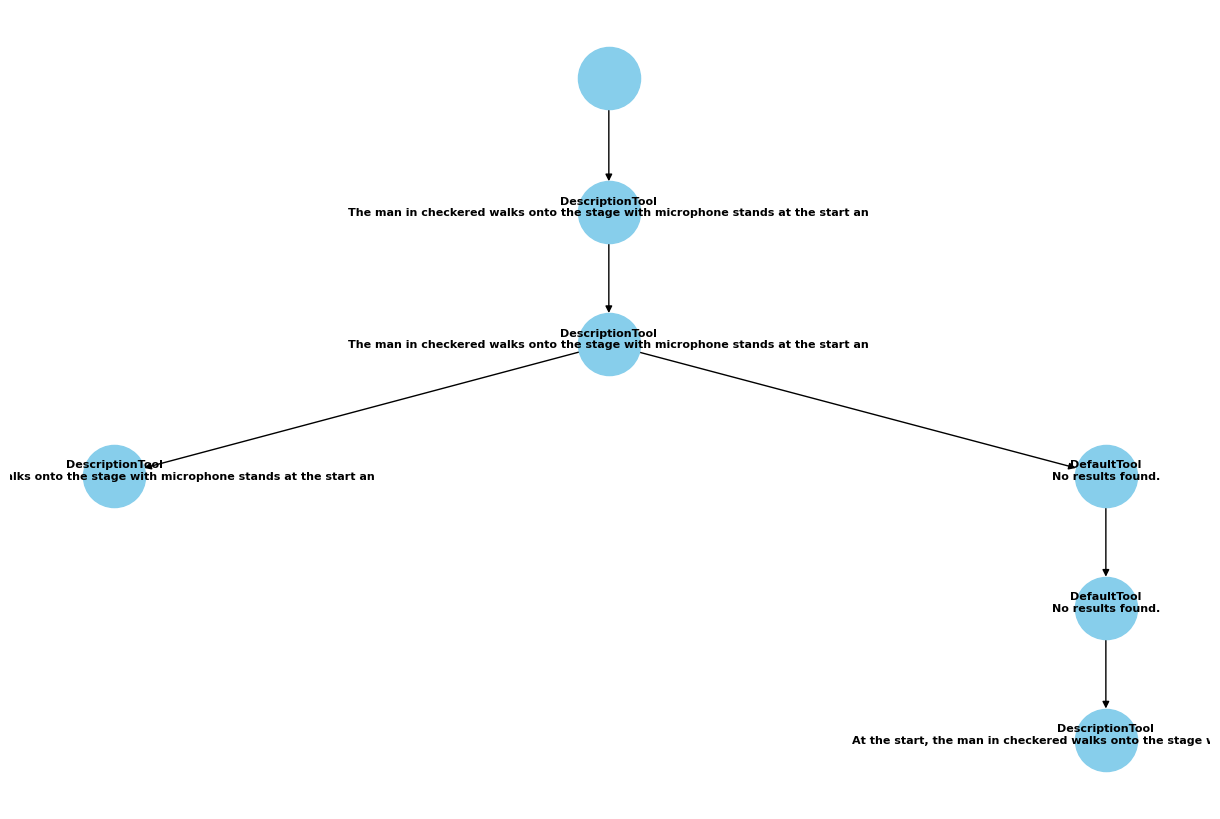 DescriptionTool
The man in checkered walks onto the stage with microphone stands at the start an
DescriptionTool
The man in checkered walks onto the stage with microphone stands at the start an
DescriptionTool
onto the stage with microphone stands at the start an
DefaultTool
No results found.
DefaultTool
No results found.
DescriptionTool
At the start, the man in checkered walks onto the stage